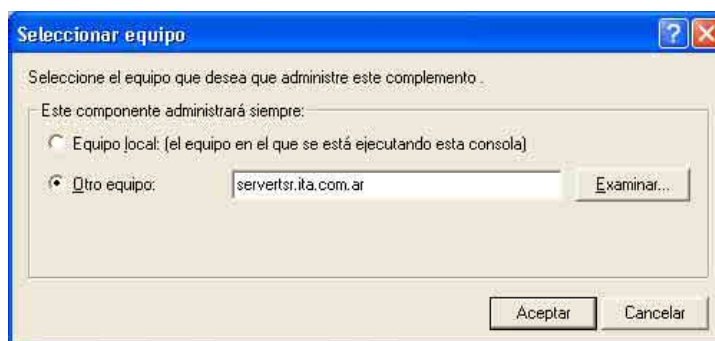 Seleccionar equipo
Seleccione el equipo que desea que administre este complemento .
Este componente administrará siempre:
Equipo local: (el equipo en el que se está ejecutando esta consola)
Otro equipo: servertsr.ita.com.ar Examinar...
Aceptar Cancelar